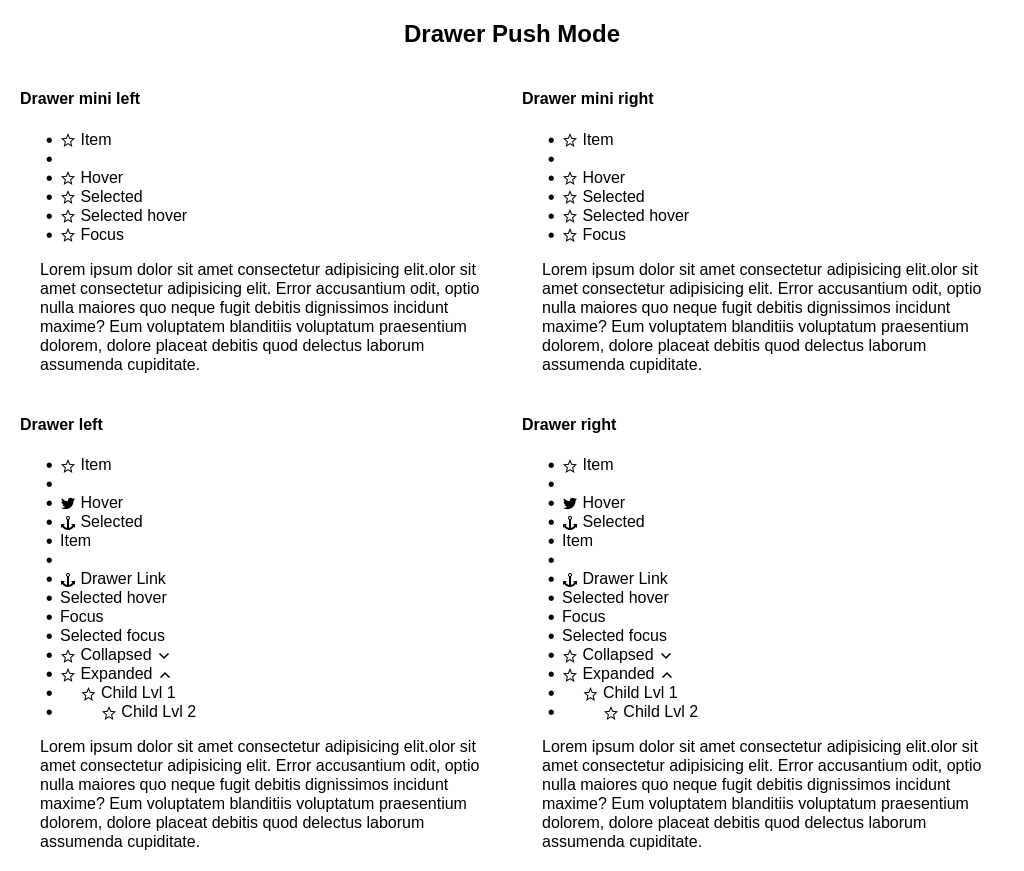 Drawer Push Mode
Drawer mini left
Item
Hover
Selected
Selected hover
Focus
Lorem ipsum dolor sit amet consectetur adipisicing elit.olor sit
amet consectetur adipisicing elit. Error accusantium odit, optio
nulla maiores quo neque fugit debitis dignissimos incidunt
maxime? Eum voluptatem blanditiis voluptatum praesentium
dolorem, dolore placeat debitis quod delectus laborum
assumenda cupiditate.
Drawer mini right
Item
Hover
Selected
Selected hover
Focus
Lorem ipsum dolor sit amet consectetur adipisicing elit.olor sit
amet consectetur adipisicing elit. Error accusantium odit, optio
nulla maiores quo neque fugit debitis dignissimos incidunt
maxime? Eum voluptatem blanditiis voluptatum praesentium
dolorem, dolore placeat debitis quod delectus laborum
assumenda cupiditate.
Drawer left
Item
Hover
Selected
Item
Drawer Link
Selected hover
Focus
Selected focus
Collapsed
Expanded
Child Lvl 1
Child Lvl 2
Lorem ipsum dolor sit amet consectetur adipisicing elit.olor sit
amet consectetur adipisicing elit. Error accusantium odit, optio
nulla maiores quo neque fugit debitis dignissimos incidunt
maxime? Eum voluptatem blanditiis voluptatum praesentium
dolorem, dolore placeat debitis quod delectus laborum
assumenda cupiditate.
Drawer right
Item
Hover
Selected
Item
Drawer Link
Selected hover
Focus
Selected focus
Collapsed
Expanded
Child Lvl 1
Child Lvl 2
Lorem ipsum dolor sit amet consectetur adipisicing elit.olor sit
amet consectetur adipisicing elit. Error accusantium odit, optio
nulla maiores quo neque fugit debitis dignissimos incidunt
maxime? Eum voluptatem blanditiis voluptatum praesentium
dolorem, dolore placeat debitis quod delectus laborum
assumenda cupiditate.